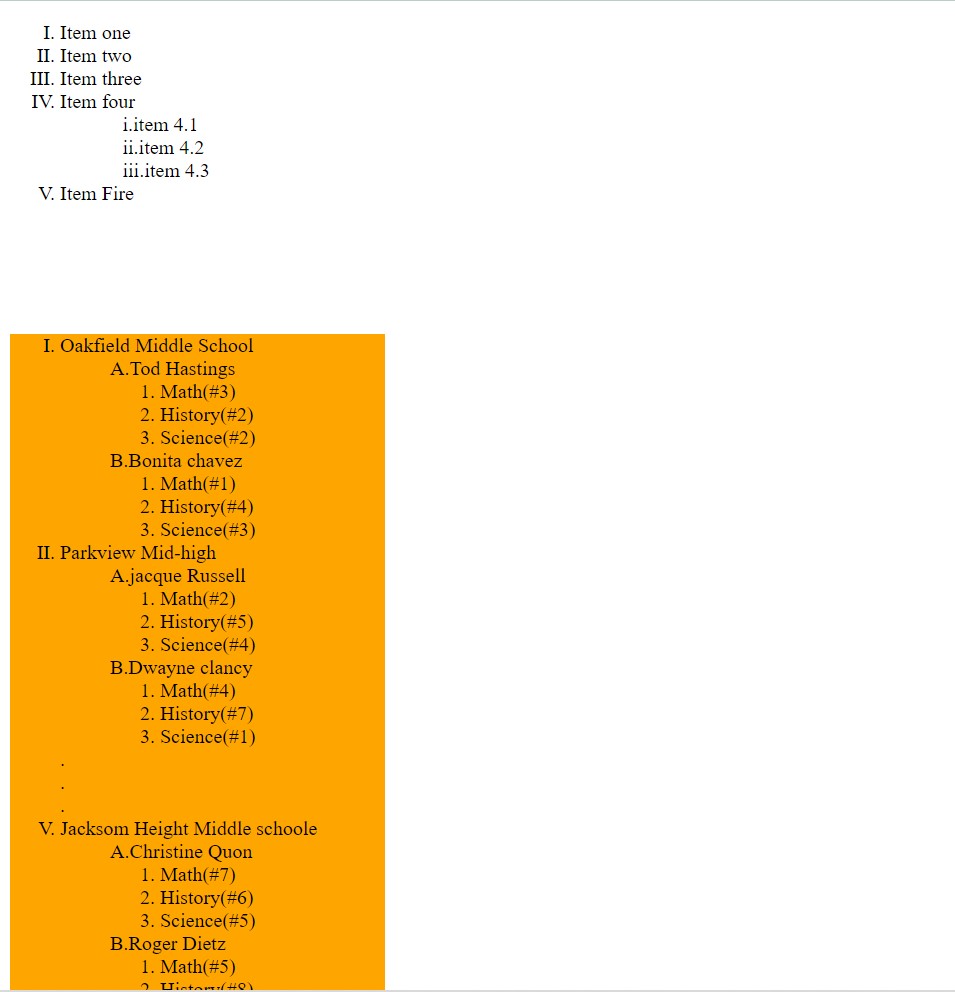 I. Item one
II. Item two
III. Item three
IV. Item four
i.item 4.1
ii.item 4.2
iii.item 4.3
V. Item Fire
I. Oakfield Middle School
A.Tod Hastings
1. Math(#3)
2. History(#2)
3. Science(#2)
B.Bonita chavez
1. Math(#1)
2. History(#4)
3. Science(#3)
II. Parkview Mid-high
A.jacque Russell
1. Math(#2)
2. History(#5)
3. Science(#4)
B.Dwayne clancy
1. Math(#4)
2. History(#7)
3. Science(#1)
.
.
.
V. Jacksom Height Middle schoole
A.Christine Quon
1. Math(#7)
2. History(#6)
3. Science(#5)
B.Roger Dietz
1. Math(#5)
2. History(#8)